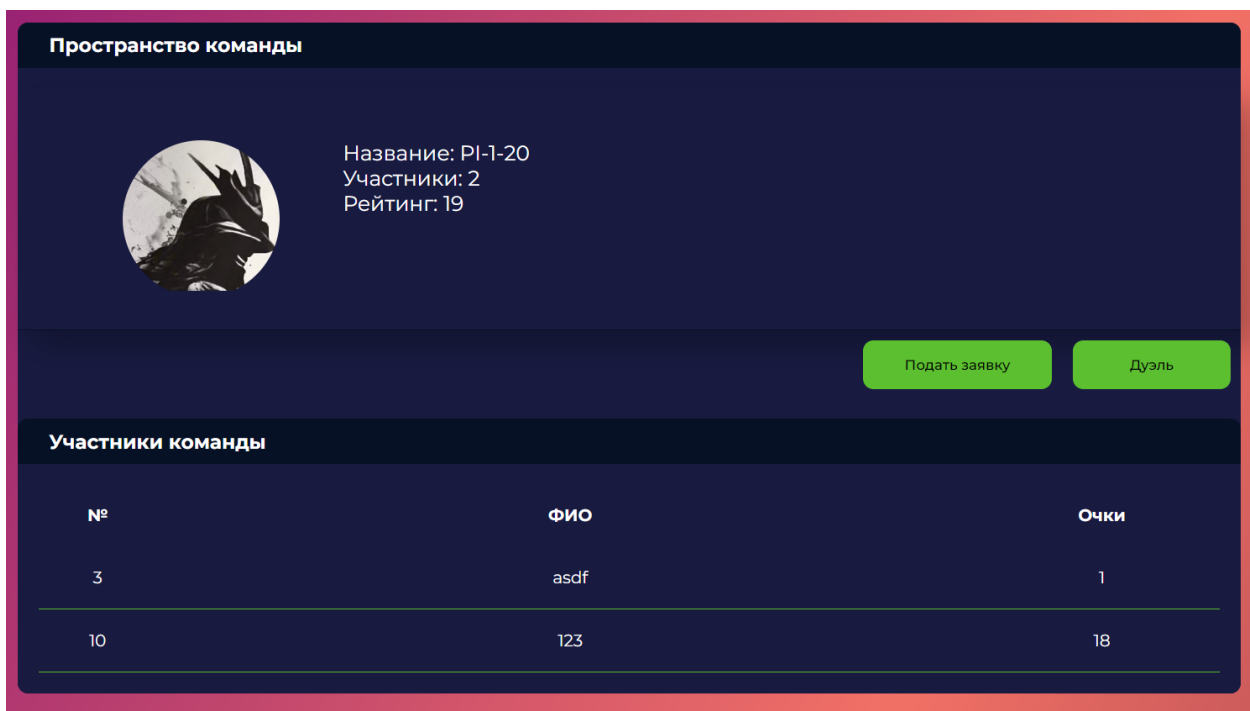 Пространство команды
Название: PI-1-20
Участники: 2
Рейтинг: 19
Подать заявку Дуэль
Участники команды
№ ФИО Очки
3 asdf 1
10 123 18